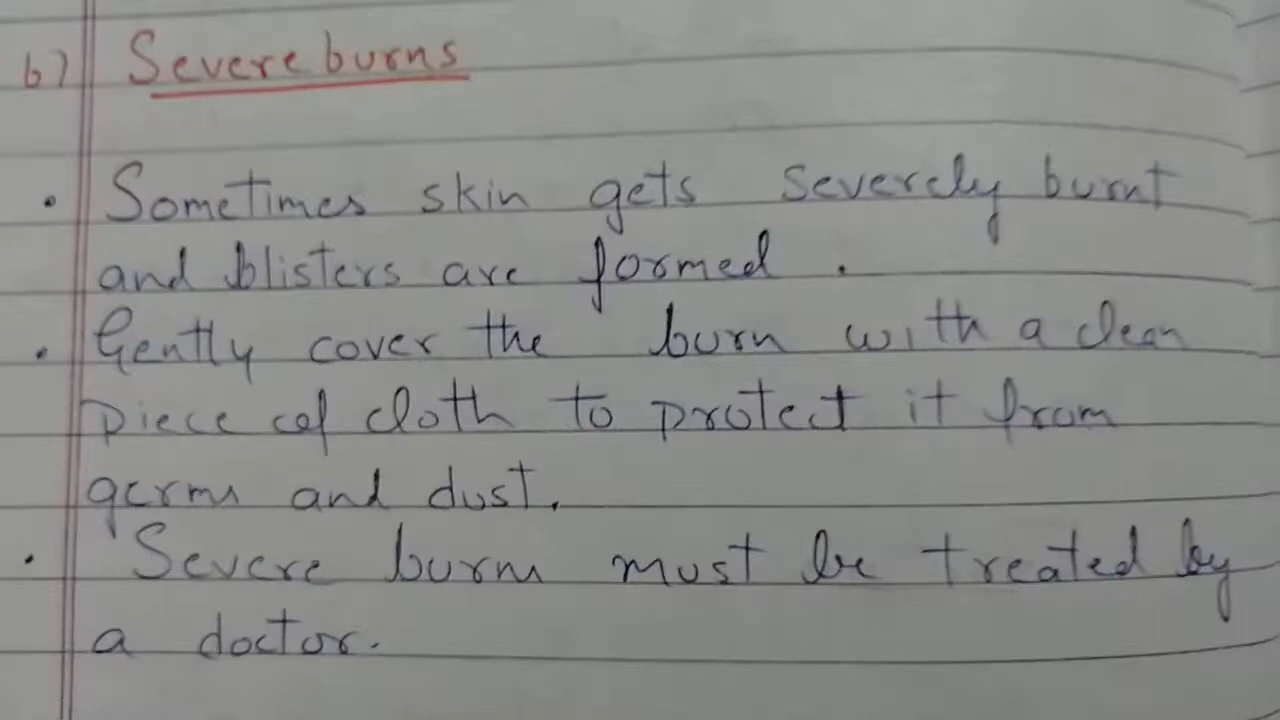 b) Severe burns
• Sometimes skin gets severely burnt
and blisters are formed .
• Gently cover the burn with a clean
piece of cloth to protect it from
germs and dust.
• Severe burns must be treated by
a doctor.